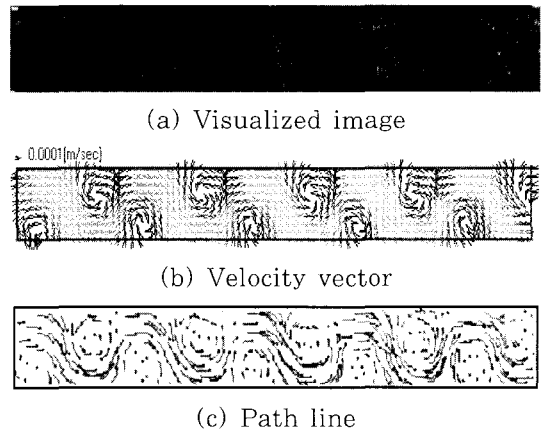 (a) Visualized image
0.0001(m/sec)
(b) Velocity vector
(c) Path line